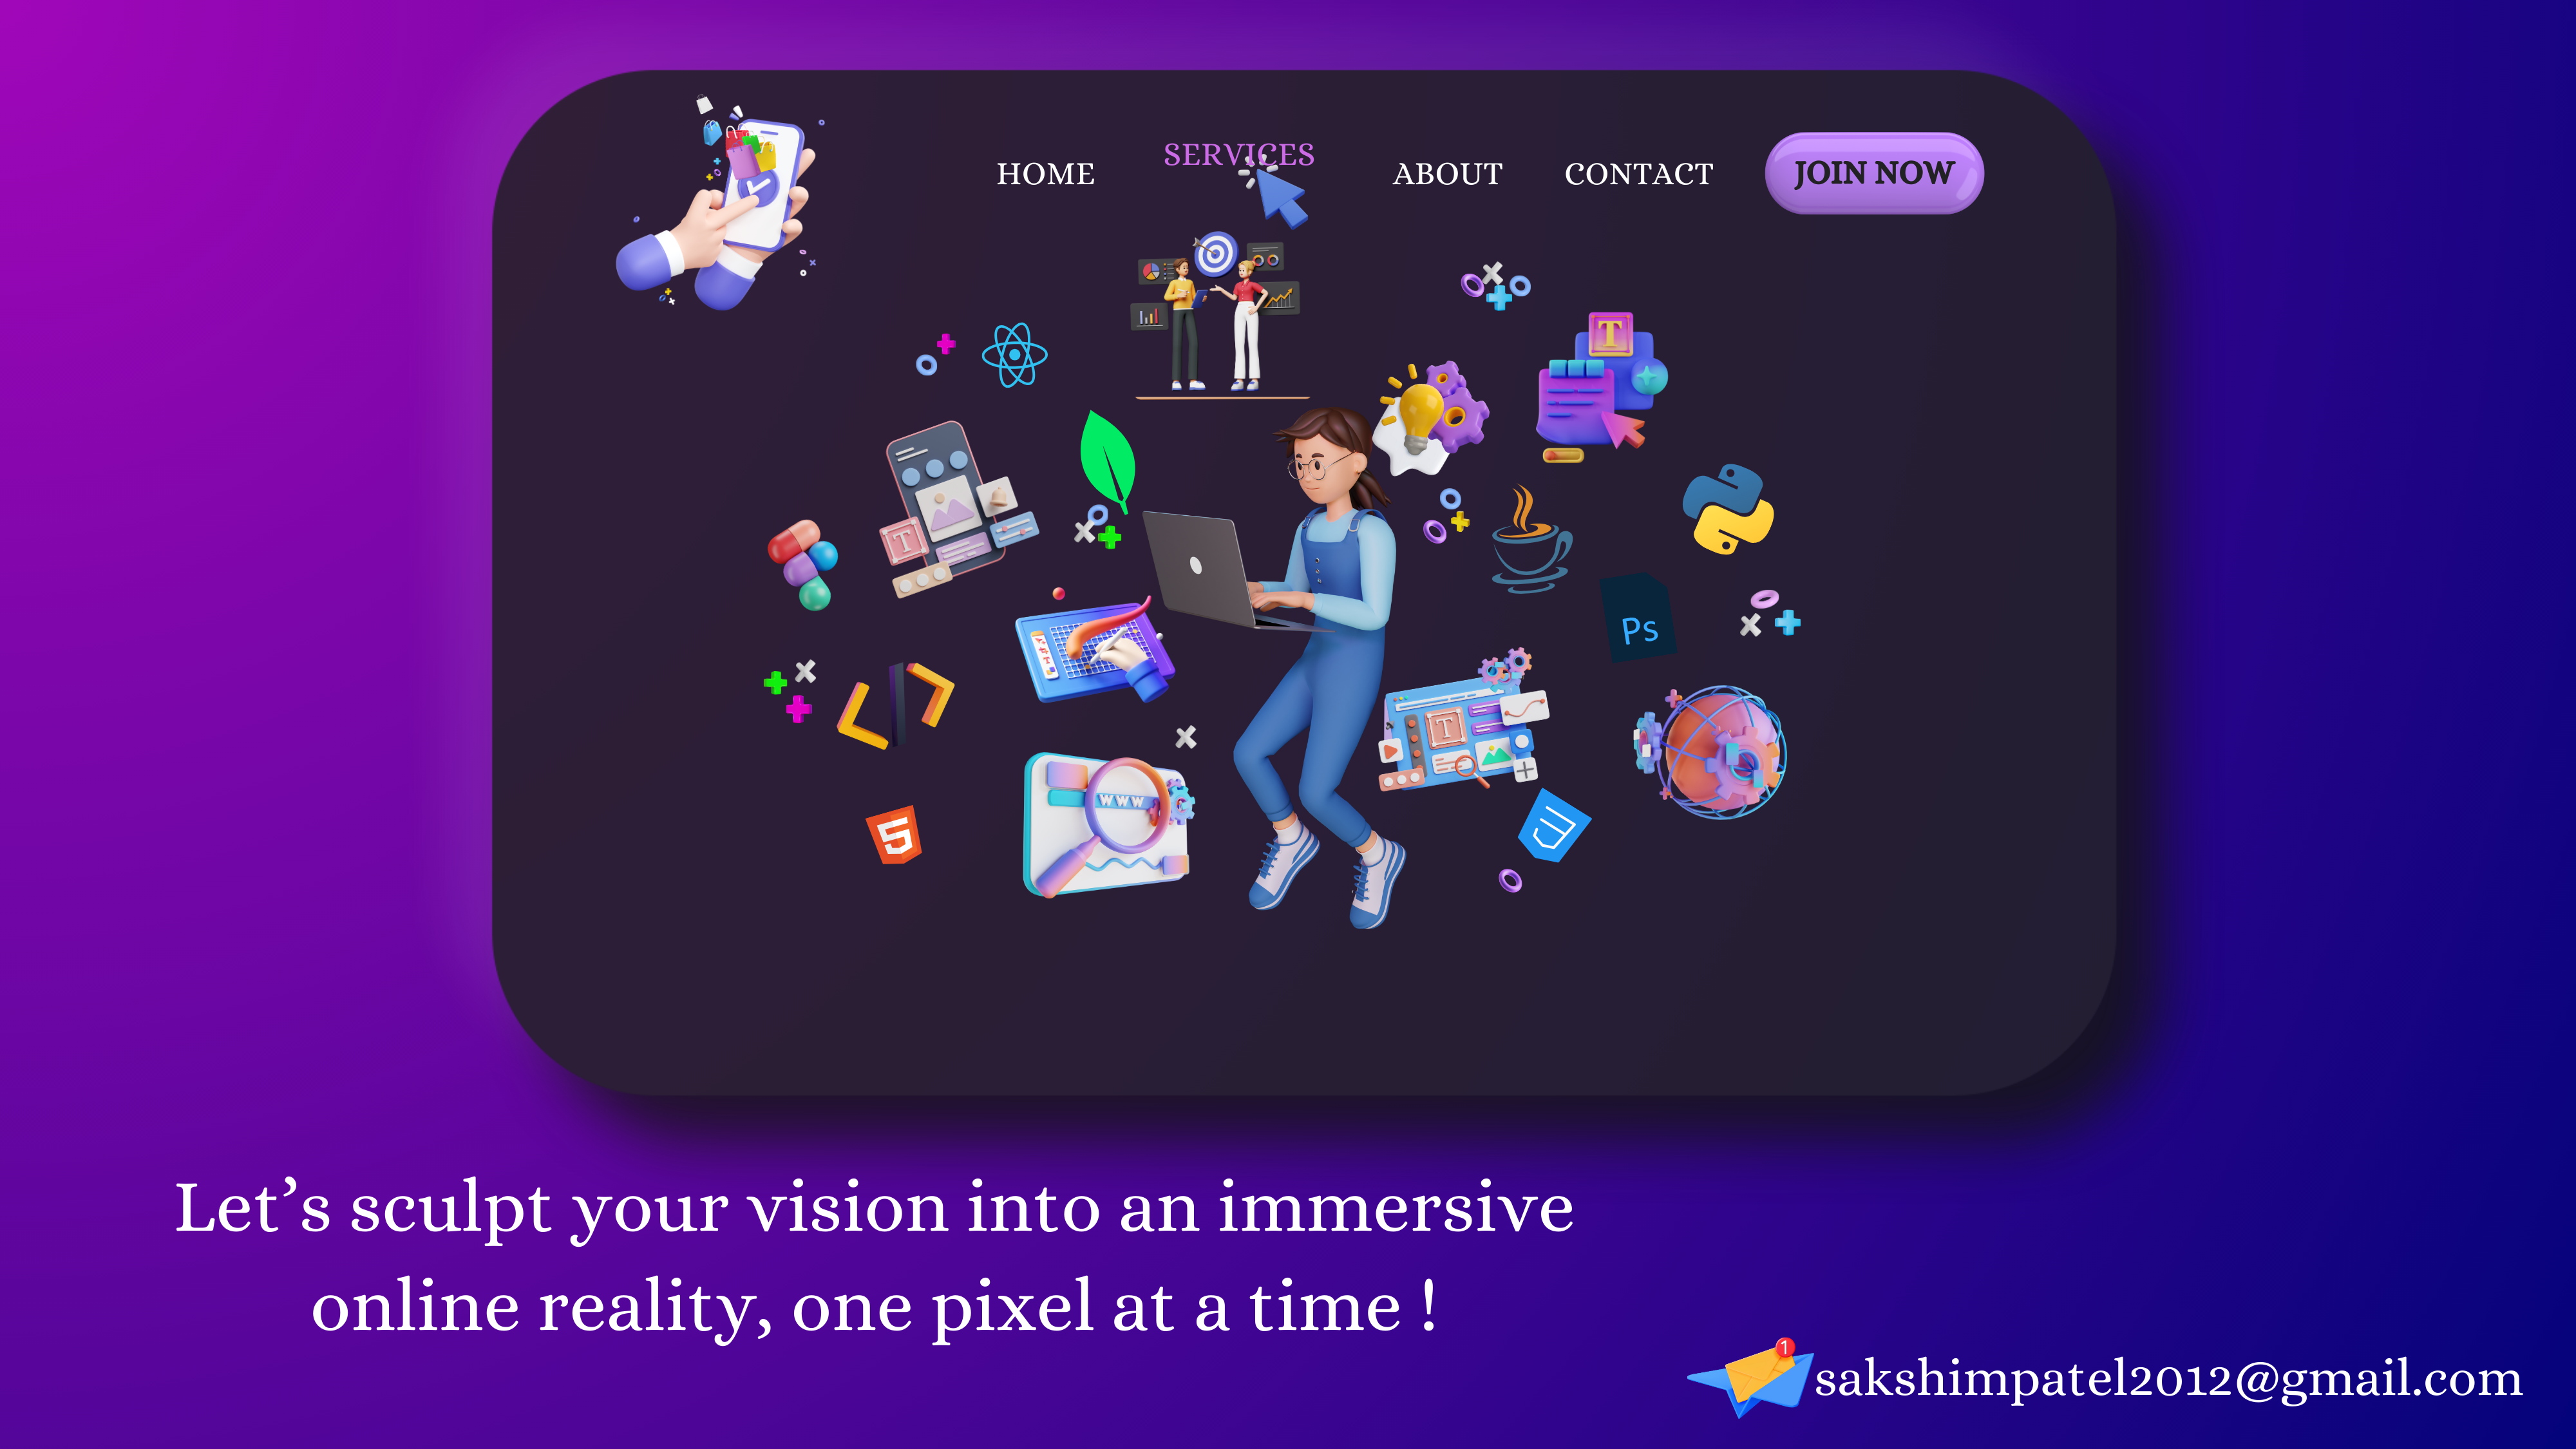 HOME SERVICES ABOUT CONTACT JOIN NOW
T
T
Ps
T
WWW
5
Let’s sculpt your vision into an immersive
online reality, one pixel at a time !
1
sakshimpatel2012@gmail.com